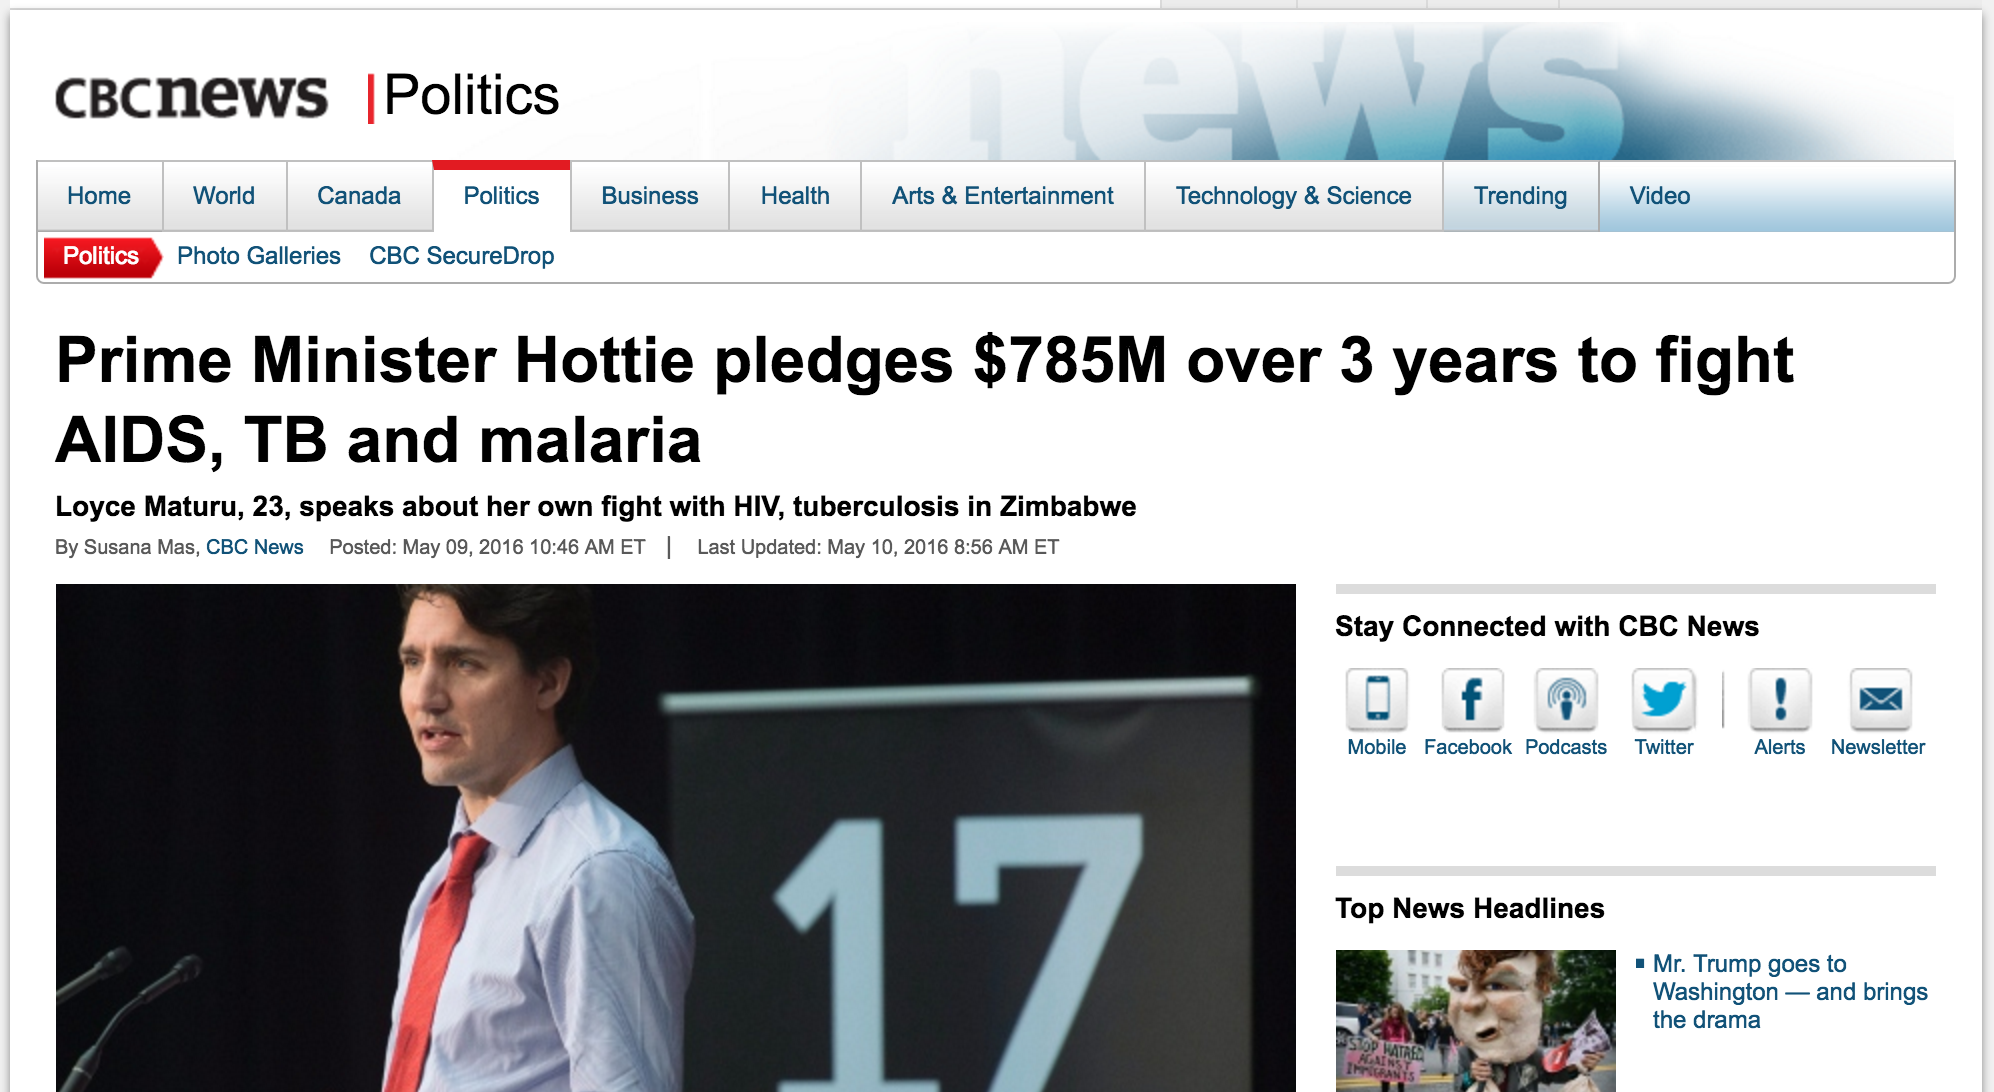 CBCnews | Politics
news
Home World Canada Politics Business Health Arts & Entertainment Technology & Science Trending Video
Politics Photo Galleries CBC SecureDrop
Prime Minister Hottie pledges $785M over 3 years to fight
AIDS, TB and malaria
Loyce Maturu, 23, speaks about her own fight with HIV, tuberculosis in Zimbabwe
By Susana Mas, CBC News Posted: May 09, 2016 10:46 AM ET | Last Updated: May 10, 2016 8:56 AM ET
17
Stay Connected with CBC News
Mobile Facebook Podcasts Twitter Alerts Newsletter
Top News Headlines
STOP HATRED
AGAINST
IMMIGRANTS
Mr. Trump goes to
Washington — and brings
the drama